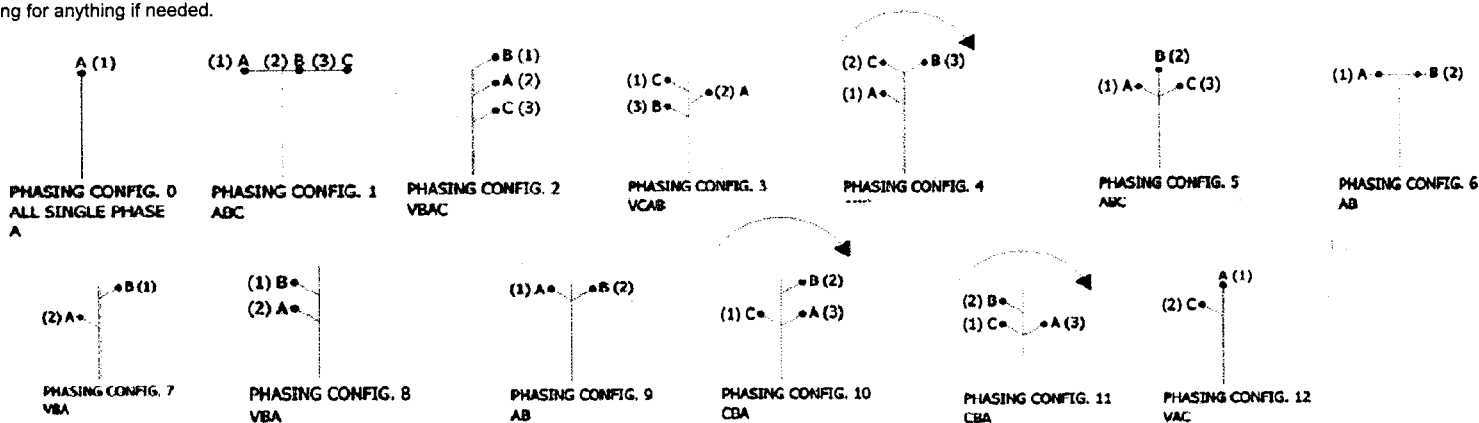 ng for anything if needed.
A (1)
(1) A (2) B (3) C
B (1)
A (2)
C (3)
(1) C
(2) A
(3) B
(2) C B (3)
(1) A
B (2)
(1) A C (3)
(1) A B (2)
PHASING CONFIG. 0
ALL SINGLE PHASE
A
PHASING CONFIG. 1
ABC
PHASING CONFIG. 2
VBAC
PHASING CONFIG. 3
VCAB
PHASING CONFIG. 4
PHASING CONFIG. 5
ABC
PHASING CONFIG. 6
AB
B (1)
(2) A
(1) B
(2) A
(1) A B (2)
B (2)
(1) C A (3)
(2) B
(1) C A (3)
A (1)
(2) C
PHASING CONFIG. 7
VBA
PHASING CONFIG. 8
VBA
PHASING CONFIG. 9
AB
PHASING CONFIG. 10
CBA
PHASING CONFIG. 11
CBA
PHASING CONFIG. 12
VAC